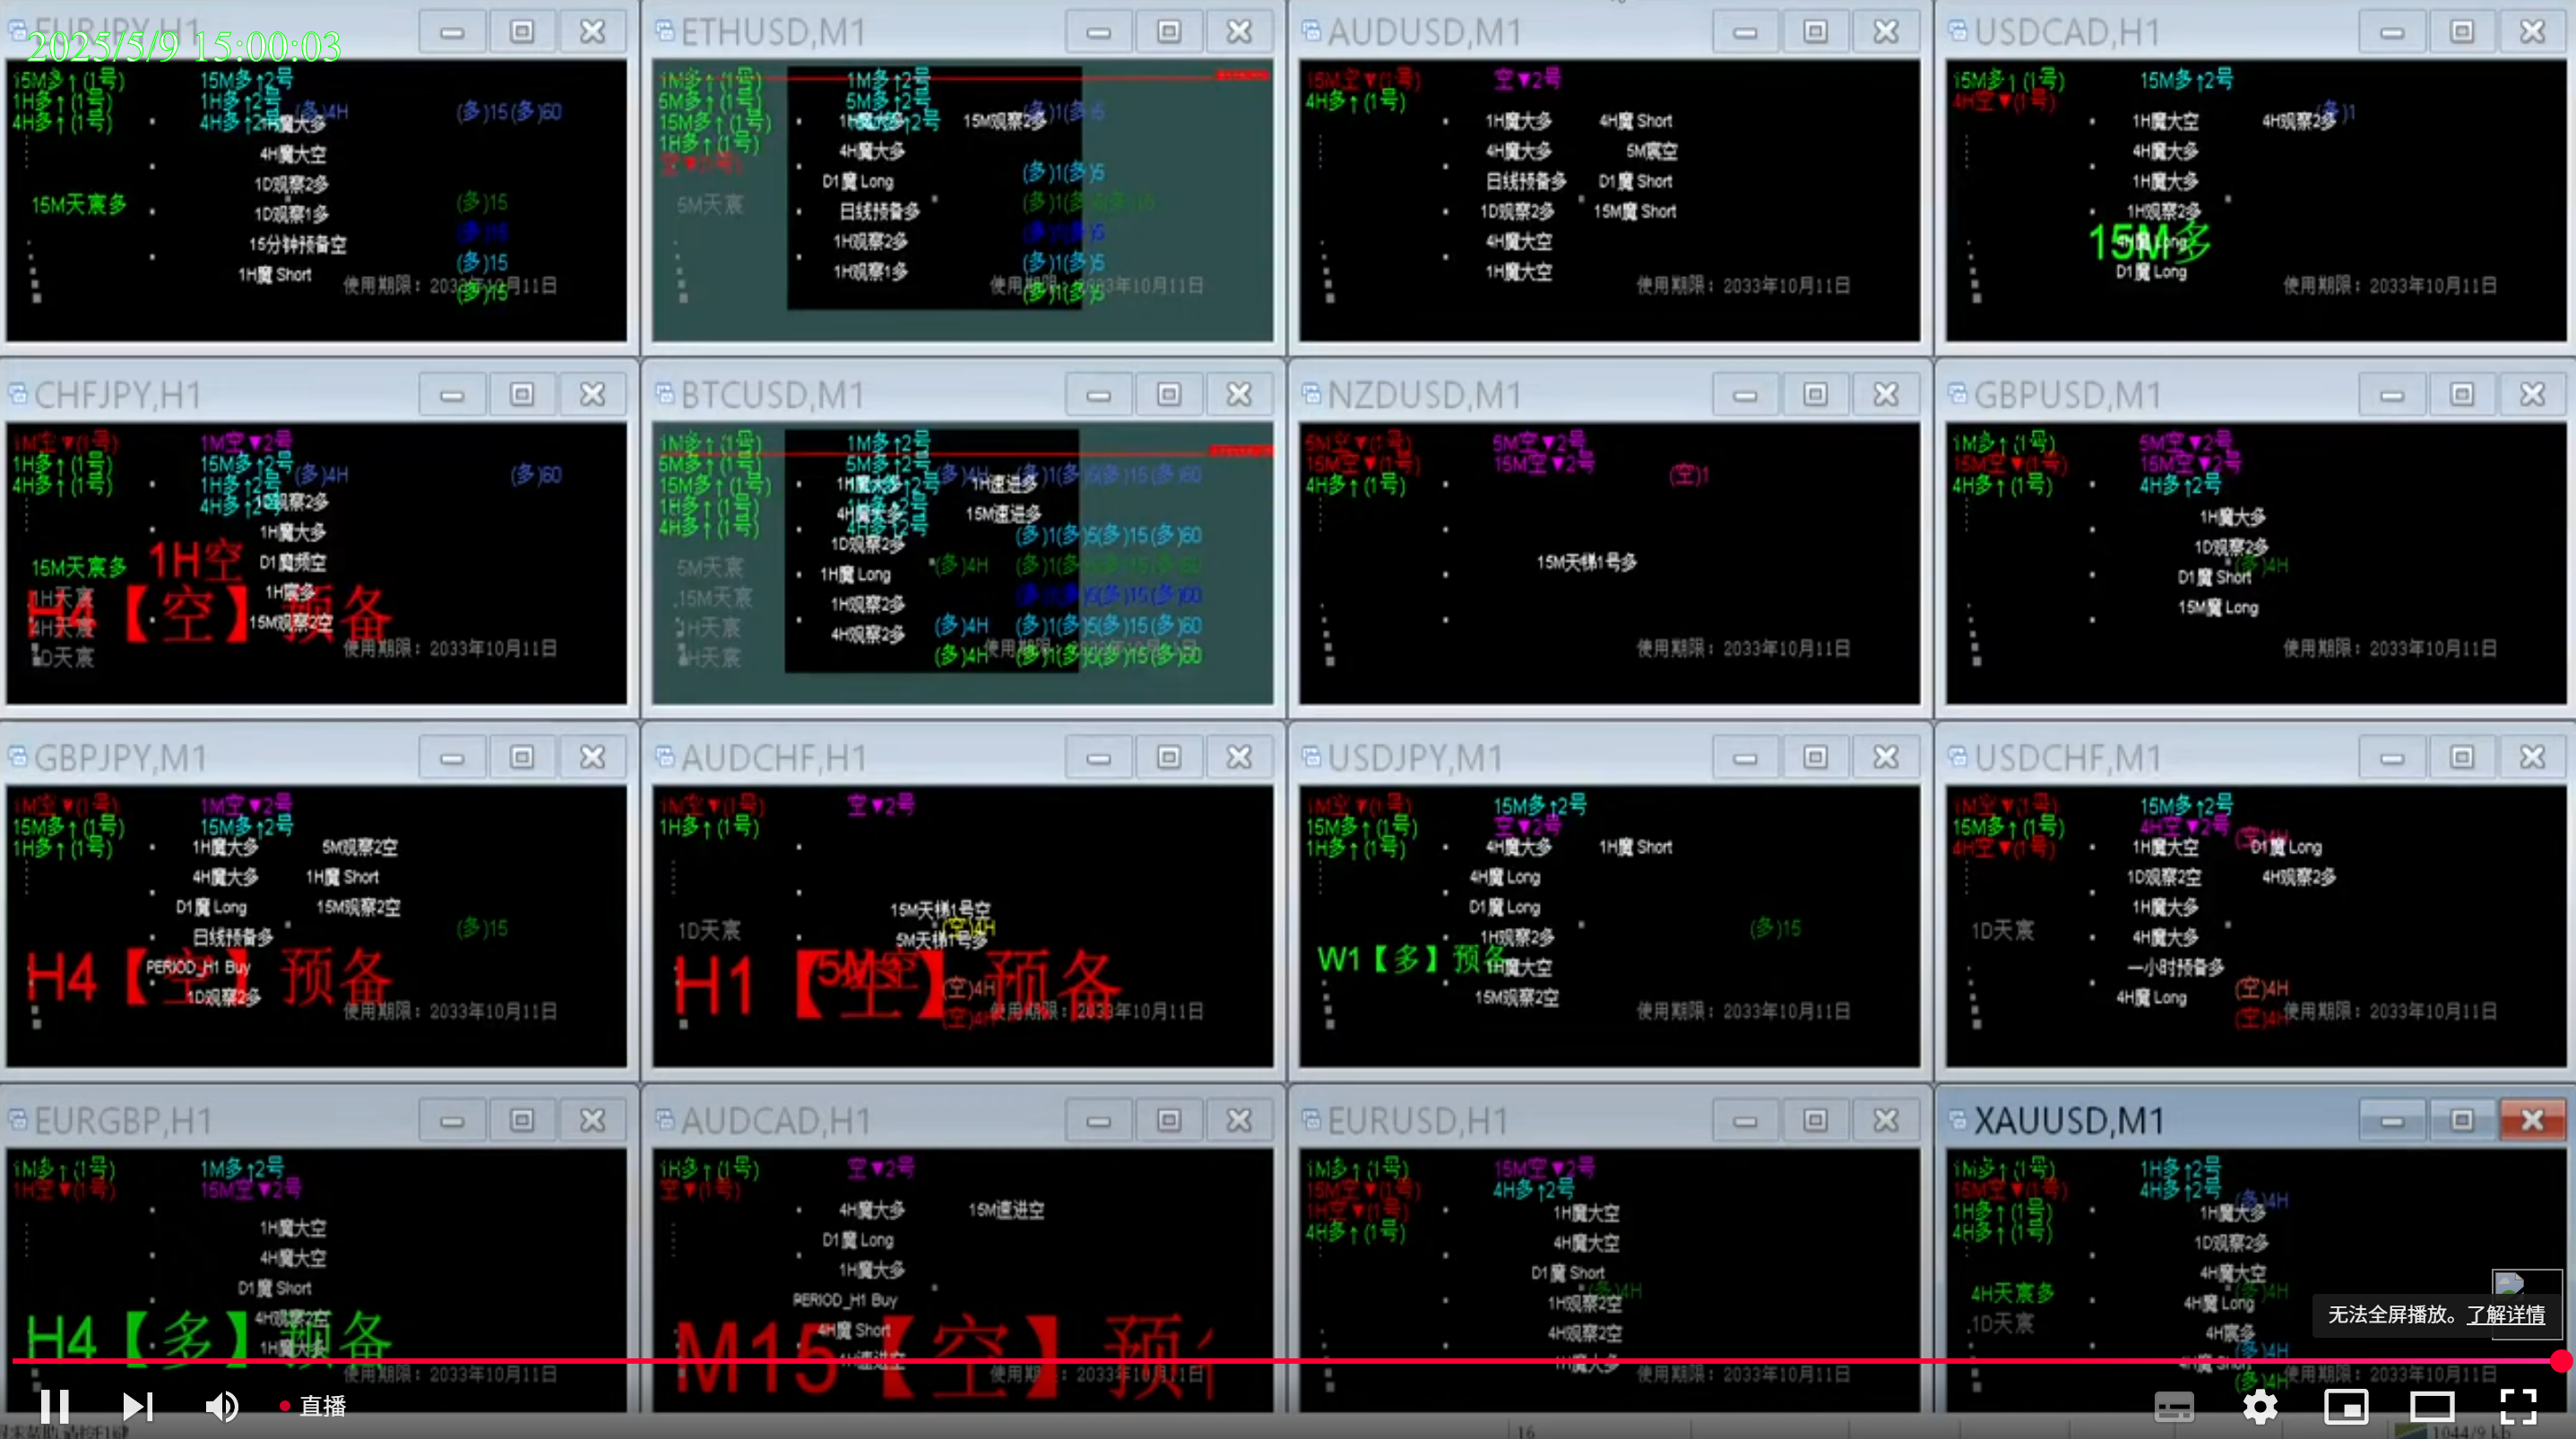 EURJPY,H1
2025/5/9 15:00:03
15M多↑(1号) 15M多↑2号
1H多↑(1号) 1H多↑2号 (多)4H (多)15(多)60
4H多↑(1号) 4H多↑2号 1H魔大多
4H魔大空
1D观察2多
15M天宸多 (多)15
1D观察1多
(多)15
15分钟预备空
(多)15
1H魔 Short
使用期限：2033年10月11日
(多)15
ETHUSD,M1
1M多↑(1号) 1M多↑2号
5M多↑(1号) 5M多↑2号
15M多↑(1号) 1H魔大多 15M观察2多
1H多↑(1号)
空▼(1号)
4H魔大多
D1魔 Long (多)1(多)5
5M天宸 日线预备多
1H观察2多
1H观察1多 (多)1(多)5
使用期限：2033年10月11日
(多)1(多)5
AUDUSD,M1
15M空▼(1号) 空▼2号
4H多↑(1号)
1H魔大多 4H魔 Short
4H魔大多 5M宸空
日线预备多 D1魔 Short
1D观察2多 15M魔 Short
4H魔大空
1H魔大空
使用期限：2033年10月11日
USDCAD,H1
15M多↑(1号) 15M多↑2号
4H空▼(1号) (多)1
1H魔大空 4H观察2多
4H魔大多
1H魔大多
1H观察2多
15M多
4H魔 Long
D1魔 Long
使用期限：2033年10月11日
CHFJPY,H1
1M空▼(1号) 1M空▼2号
1H多↑(1号) 15M多↑2号 (多)4H (多)60
4H多↑(1号) 1H多↑2号
4H多↑2号 1D观察2多
1H魔大多
1H空 D1魔频空
15M天宸多
1H天宸 1H宸多
H4【空】预备
4H天宸 15M观察2空
1D天宸
使用期限：2033年10月11日
BTCUSD,M1
1M多↑(1号) 1M多↑2号
5M多↑(1号) 5M多↑2号 (多)4H (多)1(多)5(多)15(多)60
15M多↑(1号) 1H魔大多 1H速进多
1H多↑(1号) 4H魔大多 15M速进多
4H多↑(1号) 4H多↑2号
1D观察2多 (多)1(多)5(多)15(多)60
5M天宸 1H魔 Long (多)4H
15M天宸 1H观察2多
1H天宸 4H观察2多 (多)4H (多)1(多)5(多)15(多)60
4H天宸 (多)4H (多)1(多)5(多)15(多)60
NZDUSD,M1
5M空▼(1号) 5M空▼2号
15M空▼(1号) 15M空▼2号 (空)1
4H多↑(1号)
15M天梯1号多
使用期限：2033年10月11日
GBPUSD,M1
1M多↑(1号) 5M空▼2号
15M空▼(1号) 15M空▼2号
4H多↑(1号) 4H多↑2号
1H魔大多
1D观察2多
(多)4H
D1魔 Short
15M魔 Long
使用期限：2033年10月11日
GBPJPY,M1
1M空▼(1号) 1M空▼2号
15M多↑(1号) 15M多↑2号
1H多↑(1号) 1H魔大多 5M观察2空
4H魔大多 1H魔 Short
D1魔 Long 15M观察2空
(多)15
日线预备多
PERIOD_H1 Buy
H4【空】预备
1D观察2多
使用期限：2033年10月11日
AUDCHF,H1
1M空▼(1号) 空▼2号
1H多↑(1号)
15M天梯1号空
1D天宸 (空)4H
5M天梯1号多
H1【空】预备
5M空
(空)4H
(空)4H 使用期限：2033年10月11日
USDJPY,M1
1M空▼(1号) 15M多↑2号
15M多↑(1号) 空▼2号
1H多↑(1号) 4H魔大多 1H魔 Short
4H魔 Long
D1魔 Long
(多)15
1H观察2多
W1【多】预备
1H魔大空
15M观察2空
使用期限：2033年10月11日
USDCHF,M1
1M空▼(1号) 15M多↑2号
15M多↑(1号) 4H空▼2号 (空)4H
4H空▼(1号) 1H魔大空 D1魔 Long
1D观察2空 4H观察2多
1H魔大多
1D天宸 4H魔大多
一小时预备多
4H魔 Long (空)4H
(空)4H 使用期限：2033年10月11日
EURGBP,H1
1M多↑(1号) 1M多↑2号
1H空▼(1号) 15M空▼2号
1H魔大空
4H魔大空
D1魔 Short
4H观察2空
H4【多】预备
1H魔大多
使用期限：2033年10月11日
AUDCAD,H1
1H多↑(1号) 空▼2号
空▼(1号)
4H魔大多 15M速进空
D1魔 Long
1H魔大多
PERIOD_H1 Buy
4H魔 Short
M15【空】预
使用期限：2033年10月11日
EURUSD,H1
1M多↑(1号) 15M空▼2号
15M空▼(1号) 4H多↑2号
1H空▼(1号) 1H魔大空
4H多↑(1号) 4H魔大空
D1魔 Short
(多)4H
1H观察2空
4H观察2空
1H魔大多
使用期限：2033年10月11日
XAUUSD,M1
1M多↑(1号) 1H多↑2号
15M空▼(1号) 4H多↑2号 (多)4H
1H多↑(1号) 1H魔大多
4H多↑(1号) 1D观察2多
4H魔大空
4H天宸多 (多)4H
4H魔 Long
1D天宸 4H宸多
(多)4H
4H魔 Short
(多)4H 使用期限：2033年10月11日
无法全屏播放。了解详情
直播
16
1044/9 kb